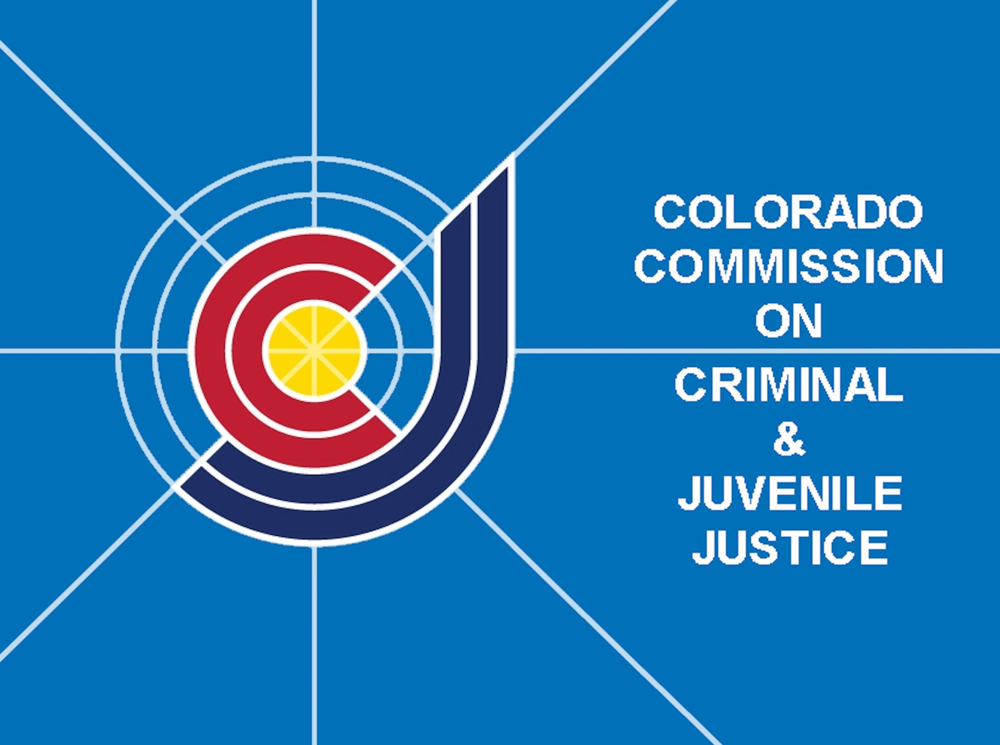 COLORADO
COMMISSION
ON
CRIMINAL
&
JUVENILE
JUSTICE